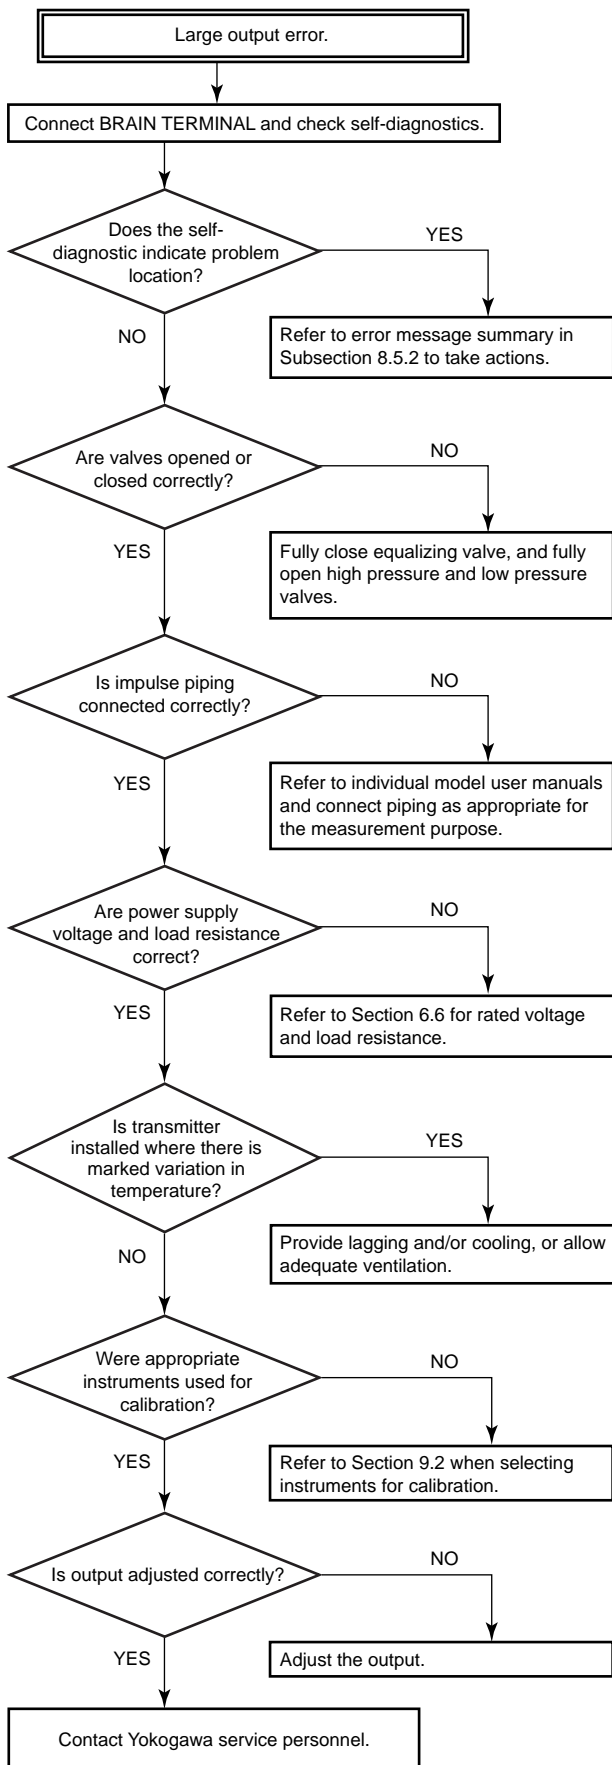 Large output error.
Connect BRAIN TERMINAL and check self-diagnostics.
Does the self-
diagnostic indicate problem
location?
YES
NO
Refer to error message summary in
Subsection 8.5.2 to take actions.
Are valves opened or
closed correctly?
NO
YES
Fully close equalizing valve, and fully
open high pressure and low pressure
valves.
Is impulse piping
connected correctly?
NO
YES
Refer to individual model user manuals
and connect piping as appropriate for
the measurement purpose.
Are power supply
voltage and load resistance
correct?
NO
YES
Refer to Section 6.6 for rated voltage
and load resistance.
Is transmitter
installed where there is
marked variation in
temperature?
YES
NO
Provide lagging and/or cooling, or allow
adequate ventilation.
Were appropriate
instruments used for
calibration?
NO
YES
Refer to Section 9.2 when selecting
instruments for calibration.
Is output adjusted correctly?
NO
YES
Adjust the output.
Contact Yokogawa service personnel.